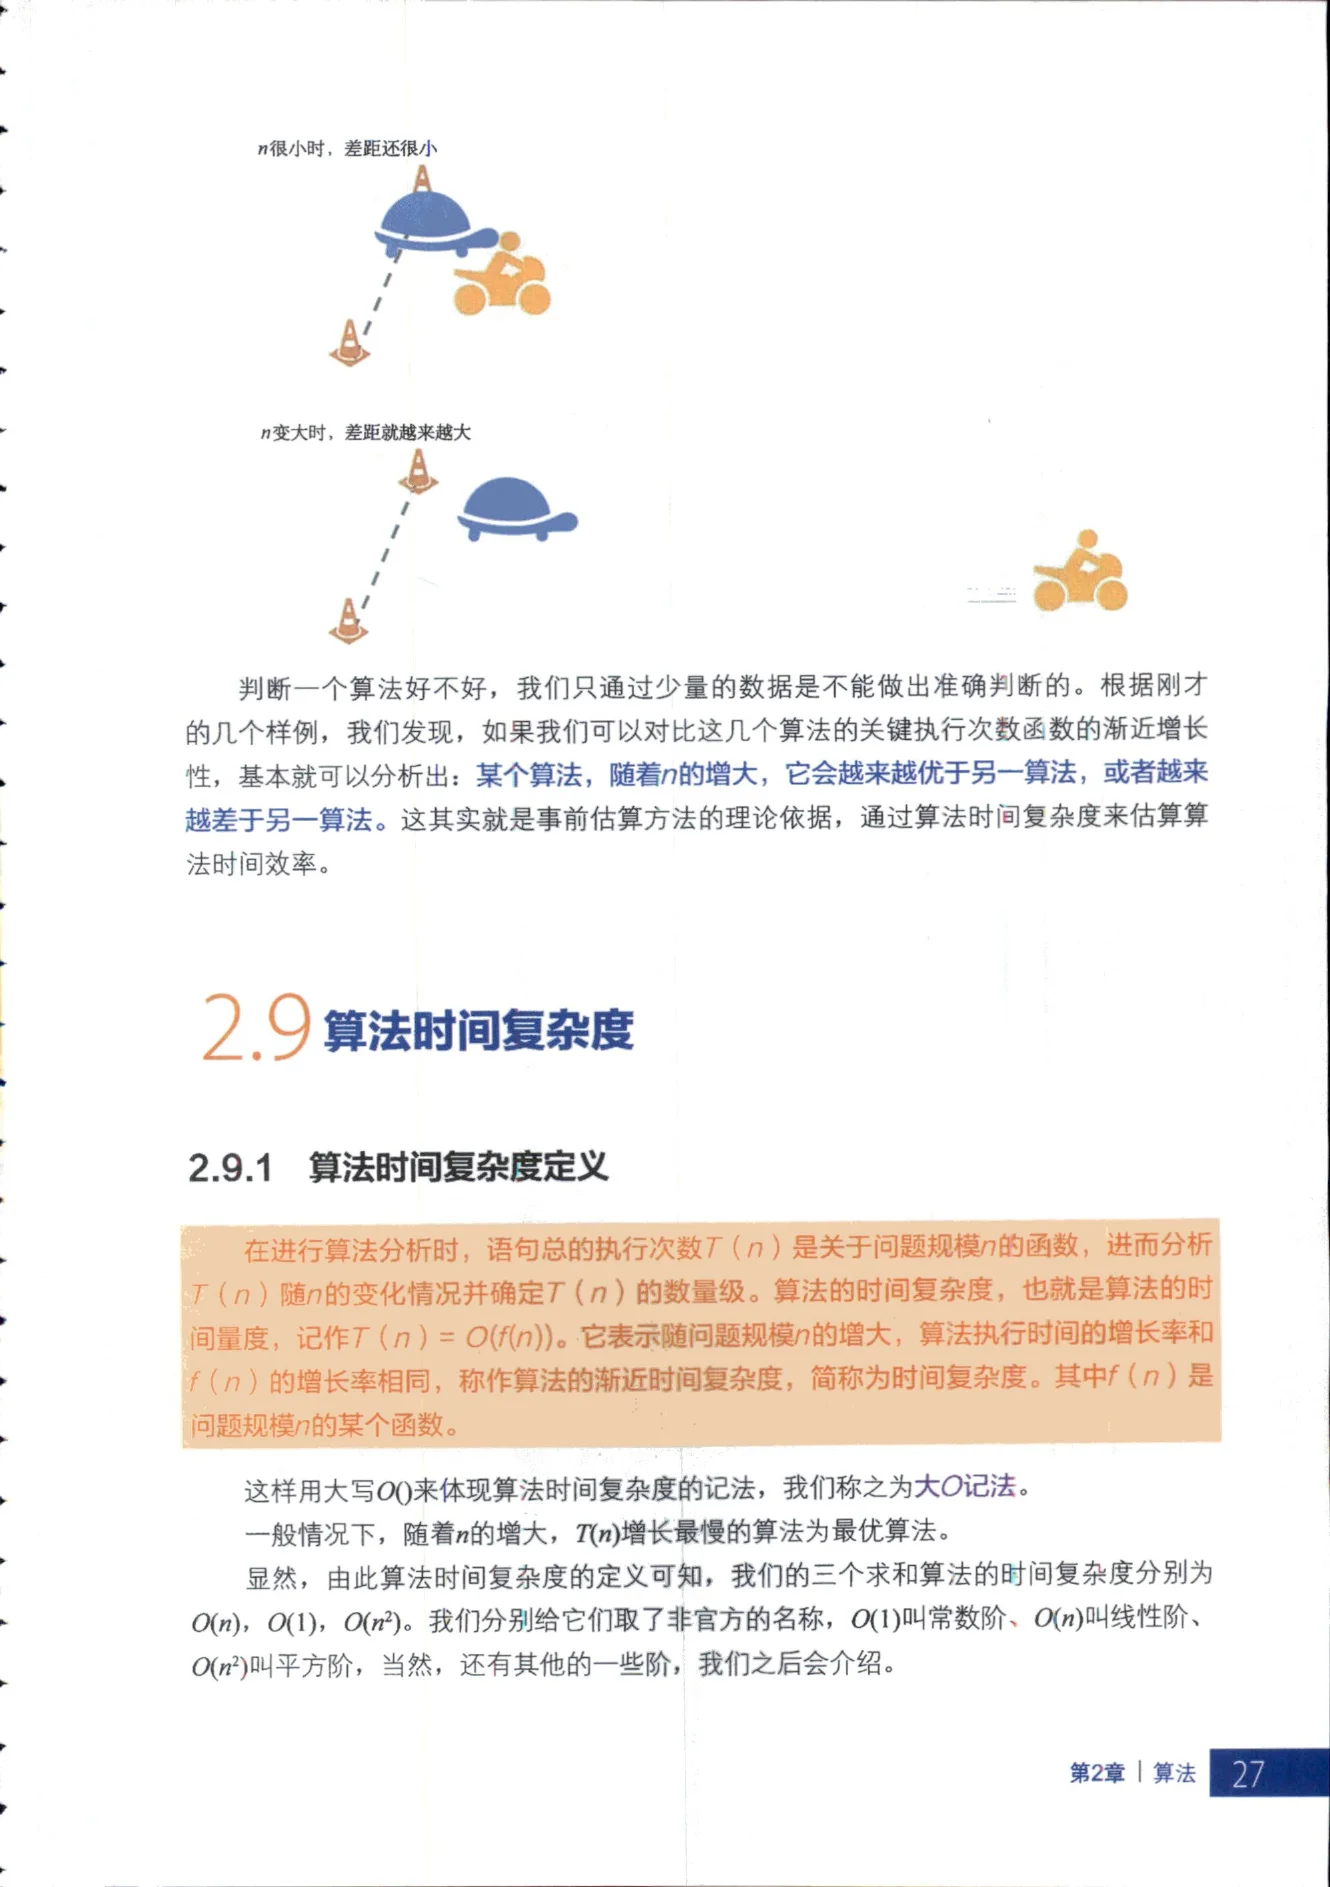 n很小时，差距还很小
n变大时，差距就越来越大
判断一个算法好不好，我们只通过少量的数据是不能做出准确判断的。根据刚才
的几个样例，我们发现，如果我们可以对比这几个算法的关键执行次数函数的渐近增长
性，基本就可以分析出：某个算法，随着n的增大，它会越来越优于另一算法，或者越来
越差于另一算法。这其实就是事前估算方法的理论依据，通过算法时间复杂度来估算算
法时间效率。
2.9 算法时间复杂度
2.9.1 算法时间复杂度定义
在进行算法分析时，语句总的执行次数T（n）是关于问题规模n的函数，进而分析
T（n）随n的变化情况并确定T（n）的数量级。算法的时间复杂度，也就是算法的时
间量度，记作T（n）= O(f(n))。它表示随问题规模n的增大，算法执行时间的增长率和
f（n）的增长率相同，称作算法的渐近时间复杂度，简称为时间复杂度。其中f（n）是
问题规模n的某个函数。
这样用大写O()来体现算法时间复杂度的记法，我们称之为大O记法。
一般情况下，随着n的增大，T(n)增长最慢的算法为最优算法。
显然，由此算法时间复杂度的定义可知，我们的三个求和算法的时间复杂度分别为
O(n)，O(1)，O(n²)。我们分别给它们取了非官方的名称，O(1)叫常数阶、O(n)叫线性阶、
O(n²)叫平方阶，当然，还有其他的一些阶，我们之后会介绍。
第2章 | 算法 27